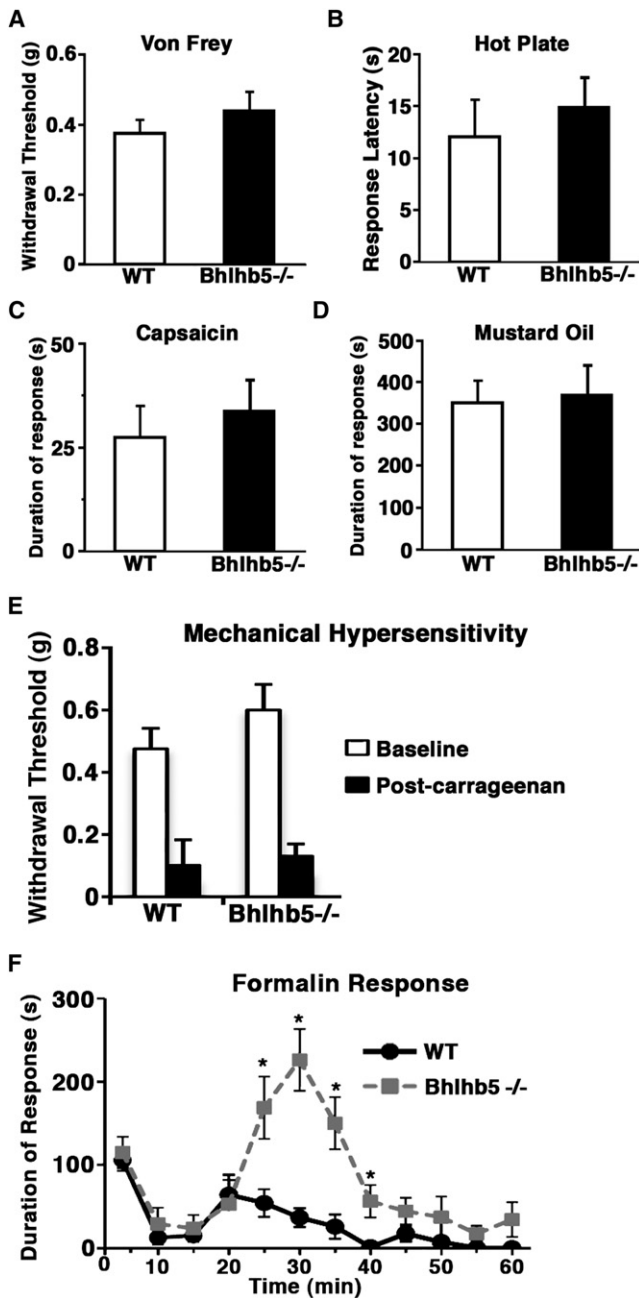 A
Von Frey
Withdrawal Threshold (g)
0.6
0.4
0.2
0
WT
Bhlhb5-/-
B
Hot Plate
Response Latency (s)
20
15
10
5
0
WT
Bhlhb5-/-
C
Capsaicin
Duration of response (s)
50
25
0
WT
Bhlhb5-/-
D
Mustard Oil
Duration of response (s)
500
400
300
200
100
0
WT
Bhlhb5-/-
E
Mechanical Hypersensitivity
Withdrawal Threshold (g)
0.8
0.6
0.4
0.2
0
WT
Bhlhb5-/-
Baseline
Post-carrageenan
F
Formalin Response
Duration of Response (s)
300
200
100
0
* * * *
WT
Bhlhb5 -/-
0 10 20 30 40 50 60
Time (min)